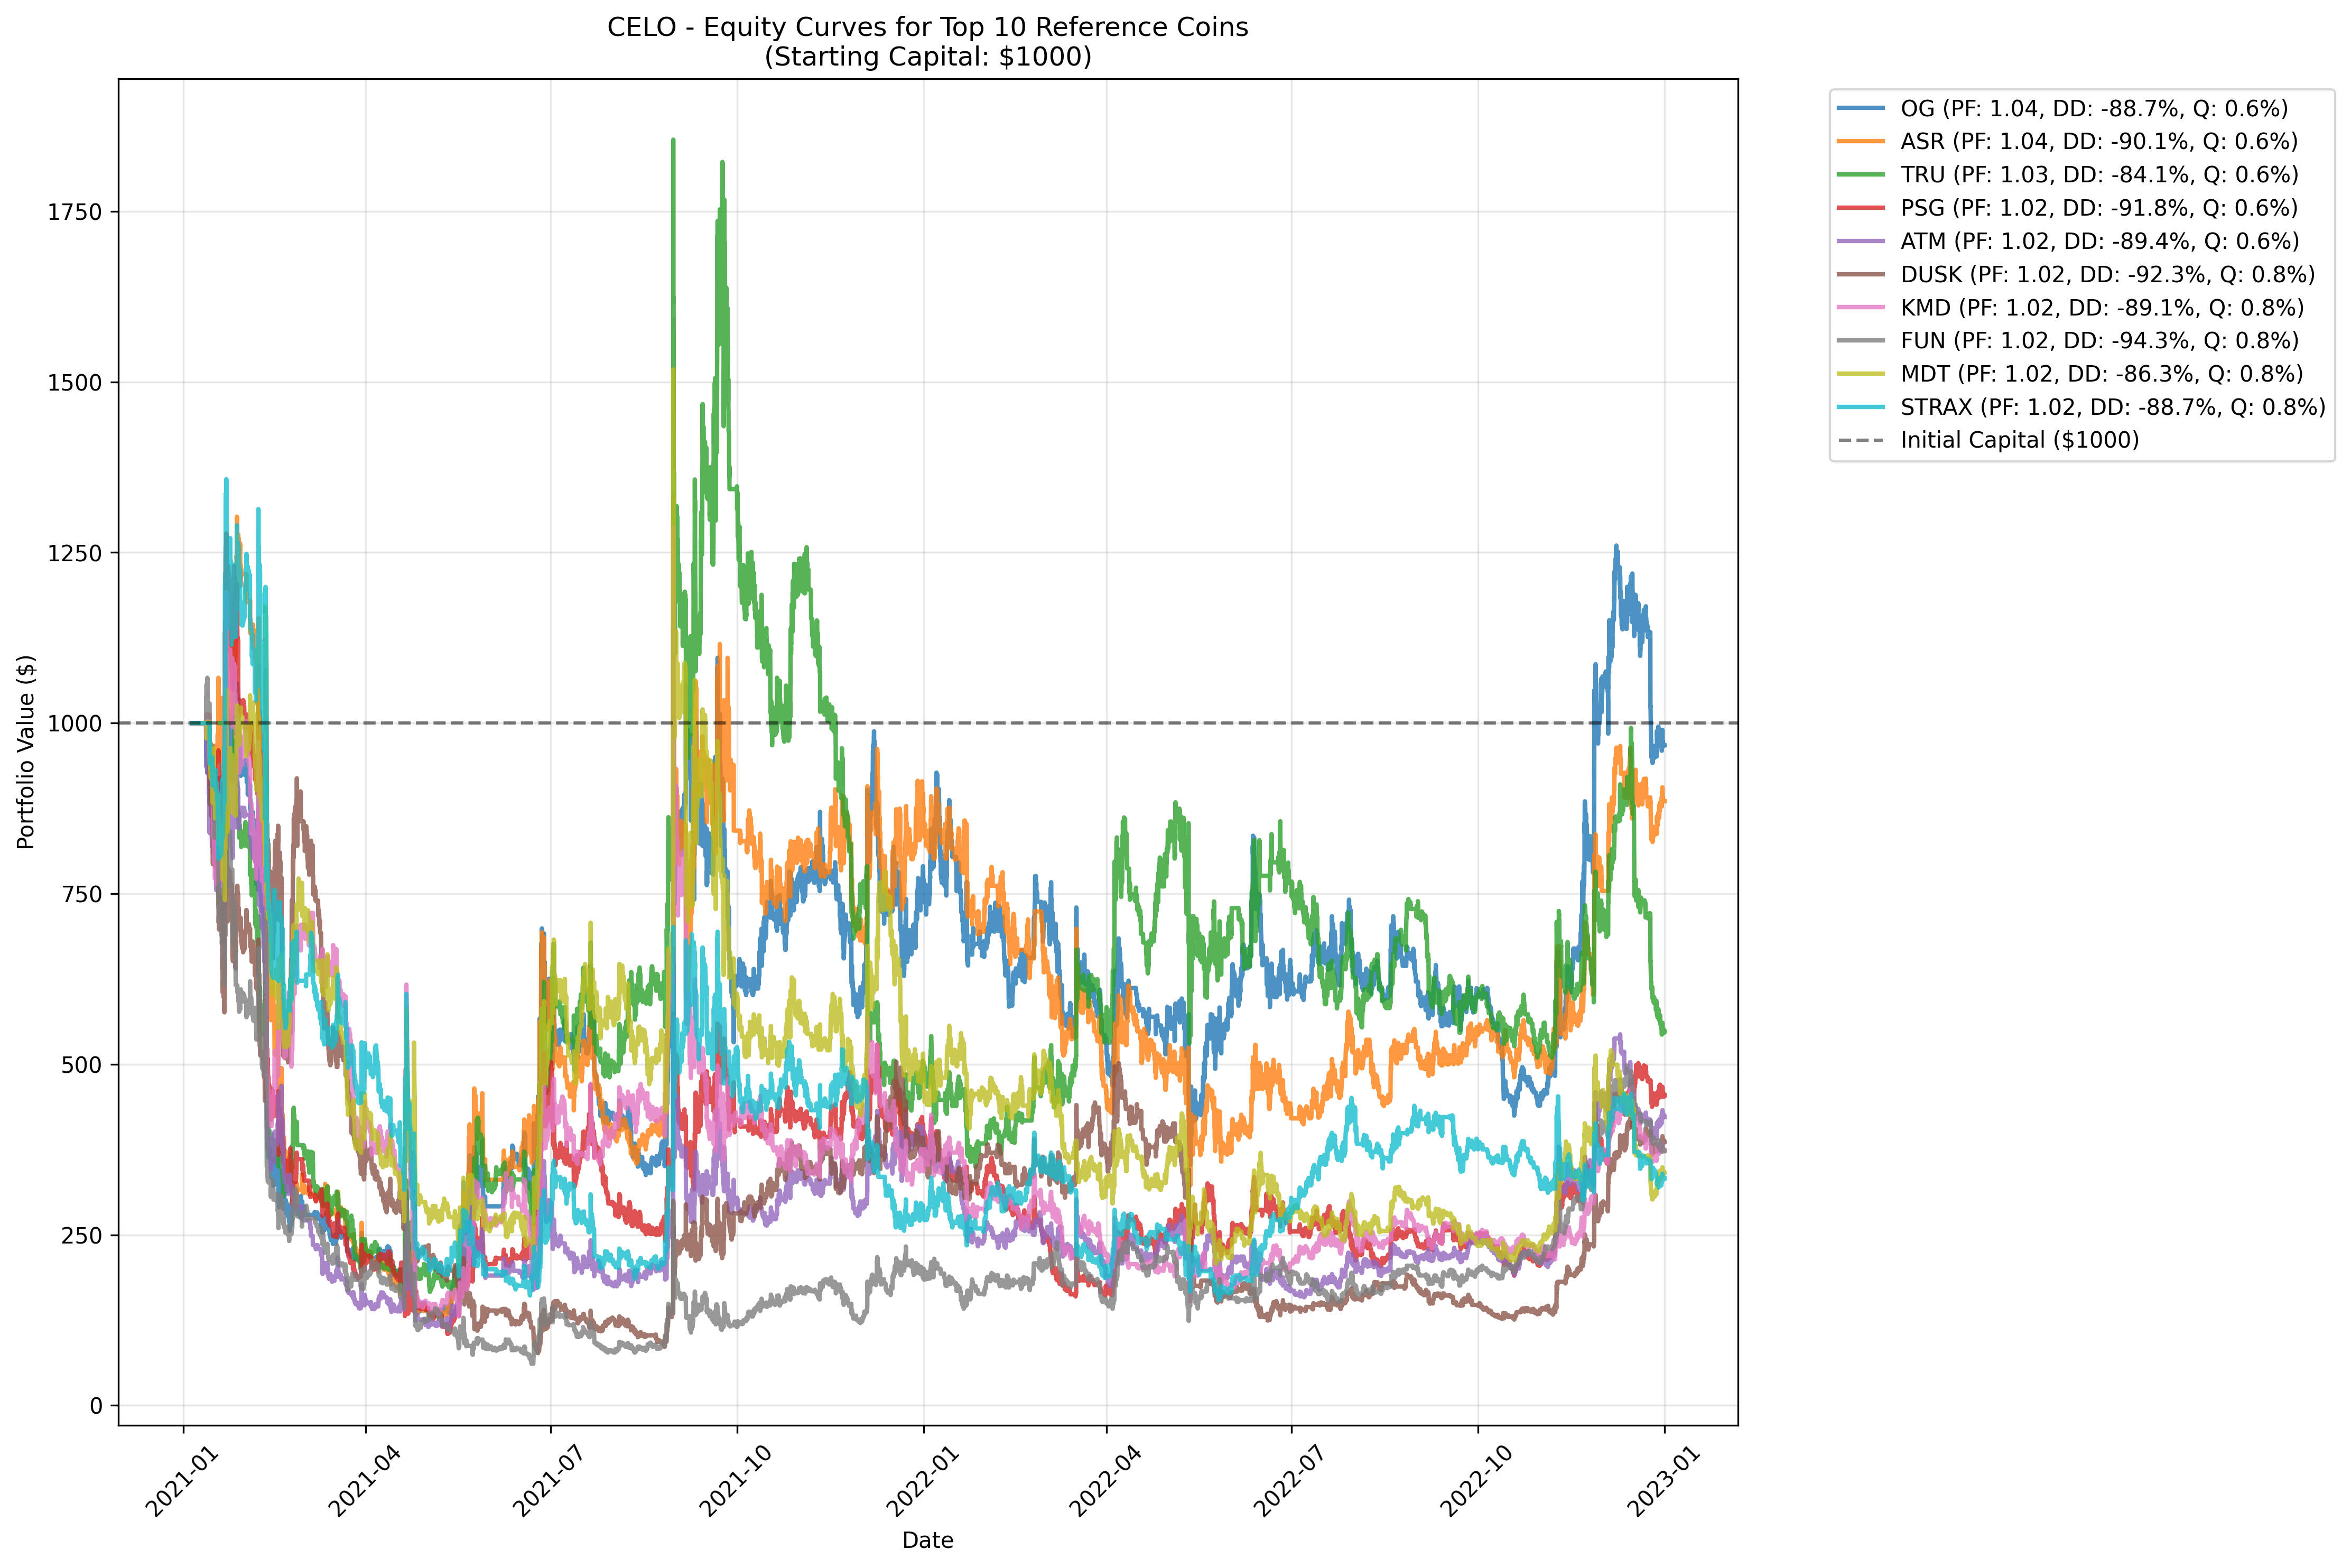 CELO - Equity Curves for Top 10 Reference Coins
(Starting Capital: $1000)
OG (PF: 1.04, DD: -88.7%, Q: 0.6%)
ASR (PF: 1.04, DD: -90.1%, Q: 0.6%)
TRU (PF: 1.03, DD: -84.1%, Q: 0.6%)
PSG (PF: 1.02, DD: -91.8%, Q: 0.6%)
ATM (PF: 1.02, DD: -89.4%, Q: 0.6%)
DUSK (PF: 1.02, DD: -92.3%, Q: 0.8%)
KMD (PF: 1.02, DD: -89.1%, Q: 0.8%)
FUN (PF: 1.02, DD: -94.3%, Q: 0.8%)
MDT (PF: 1.02, DD: -86.3%, Q: 0.8%)
STRAX (PF: 1.02, DD: -88.7%, Q: 0.8%)
Initial Capital ($1000)
Portfolio Value ($)
1750
1500
1250
1000
750
500
250
0
2021-01
2021-04
2021-07
2021-10
2022-01
2022-04
2022-07
2022-10
2023-01
Date